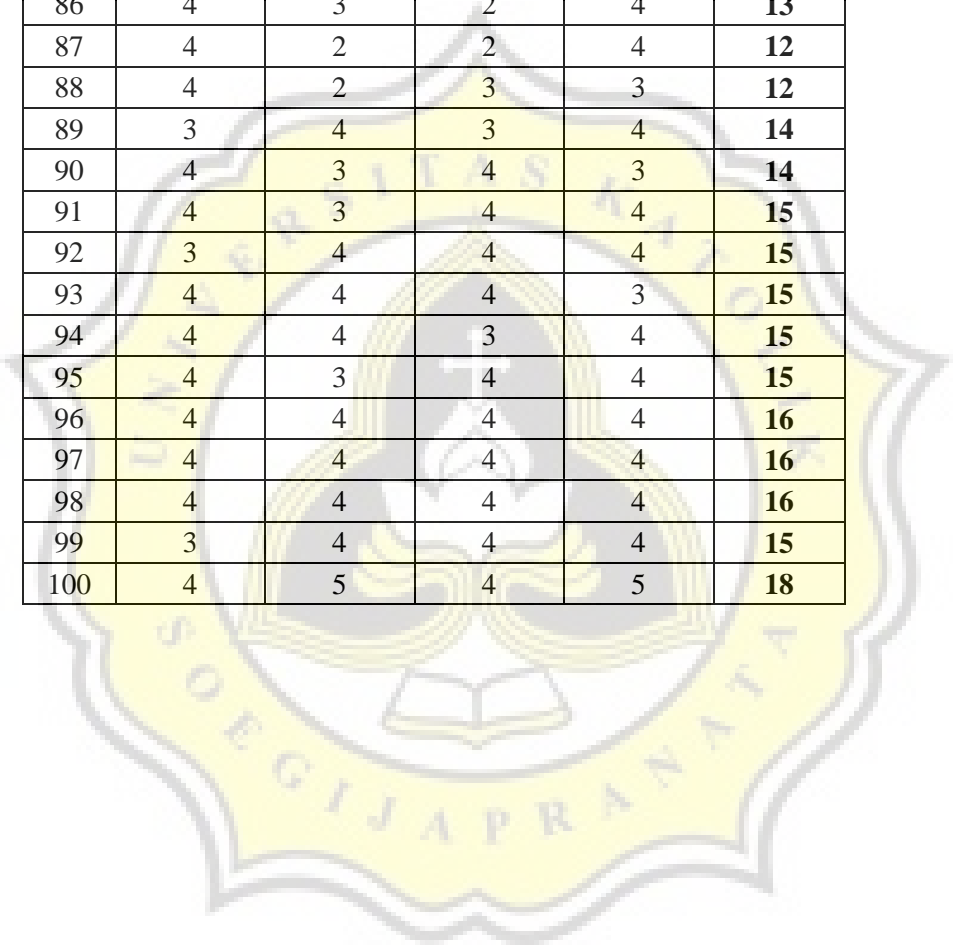 86 4 3 2 4 13
87 4 2 2 4 12
88 4 2 3 3 12
89 3 4 3 4 14
90 4 3 4 3 14
91 4 3 4 4 15
92 3 4 4 4 15
93 4 4 4 3 15
94 4 4 3 4 15
95 4 3 4 4 15
96 4 4 4 4 16
97 4 4 4 4 16
98 4 4 4 4 16
99 3 4 4 4 15
100 4 5 4 5 18
UNIVERSITAS KATOLIK
SOEGIJAPRANATA